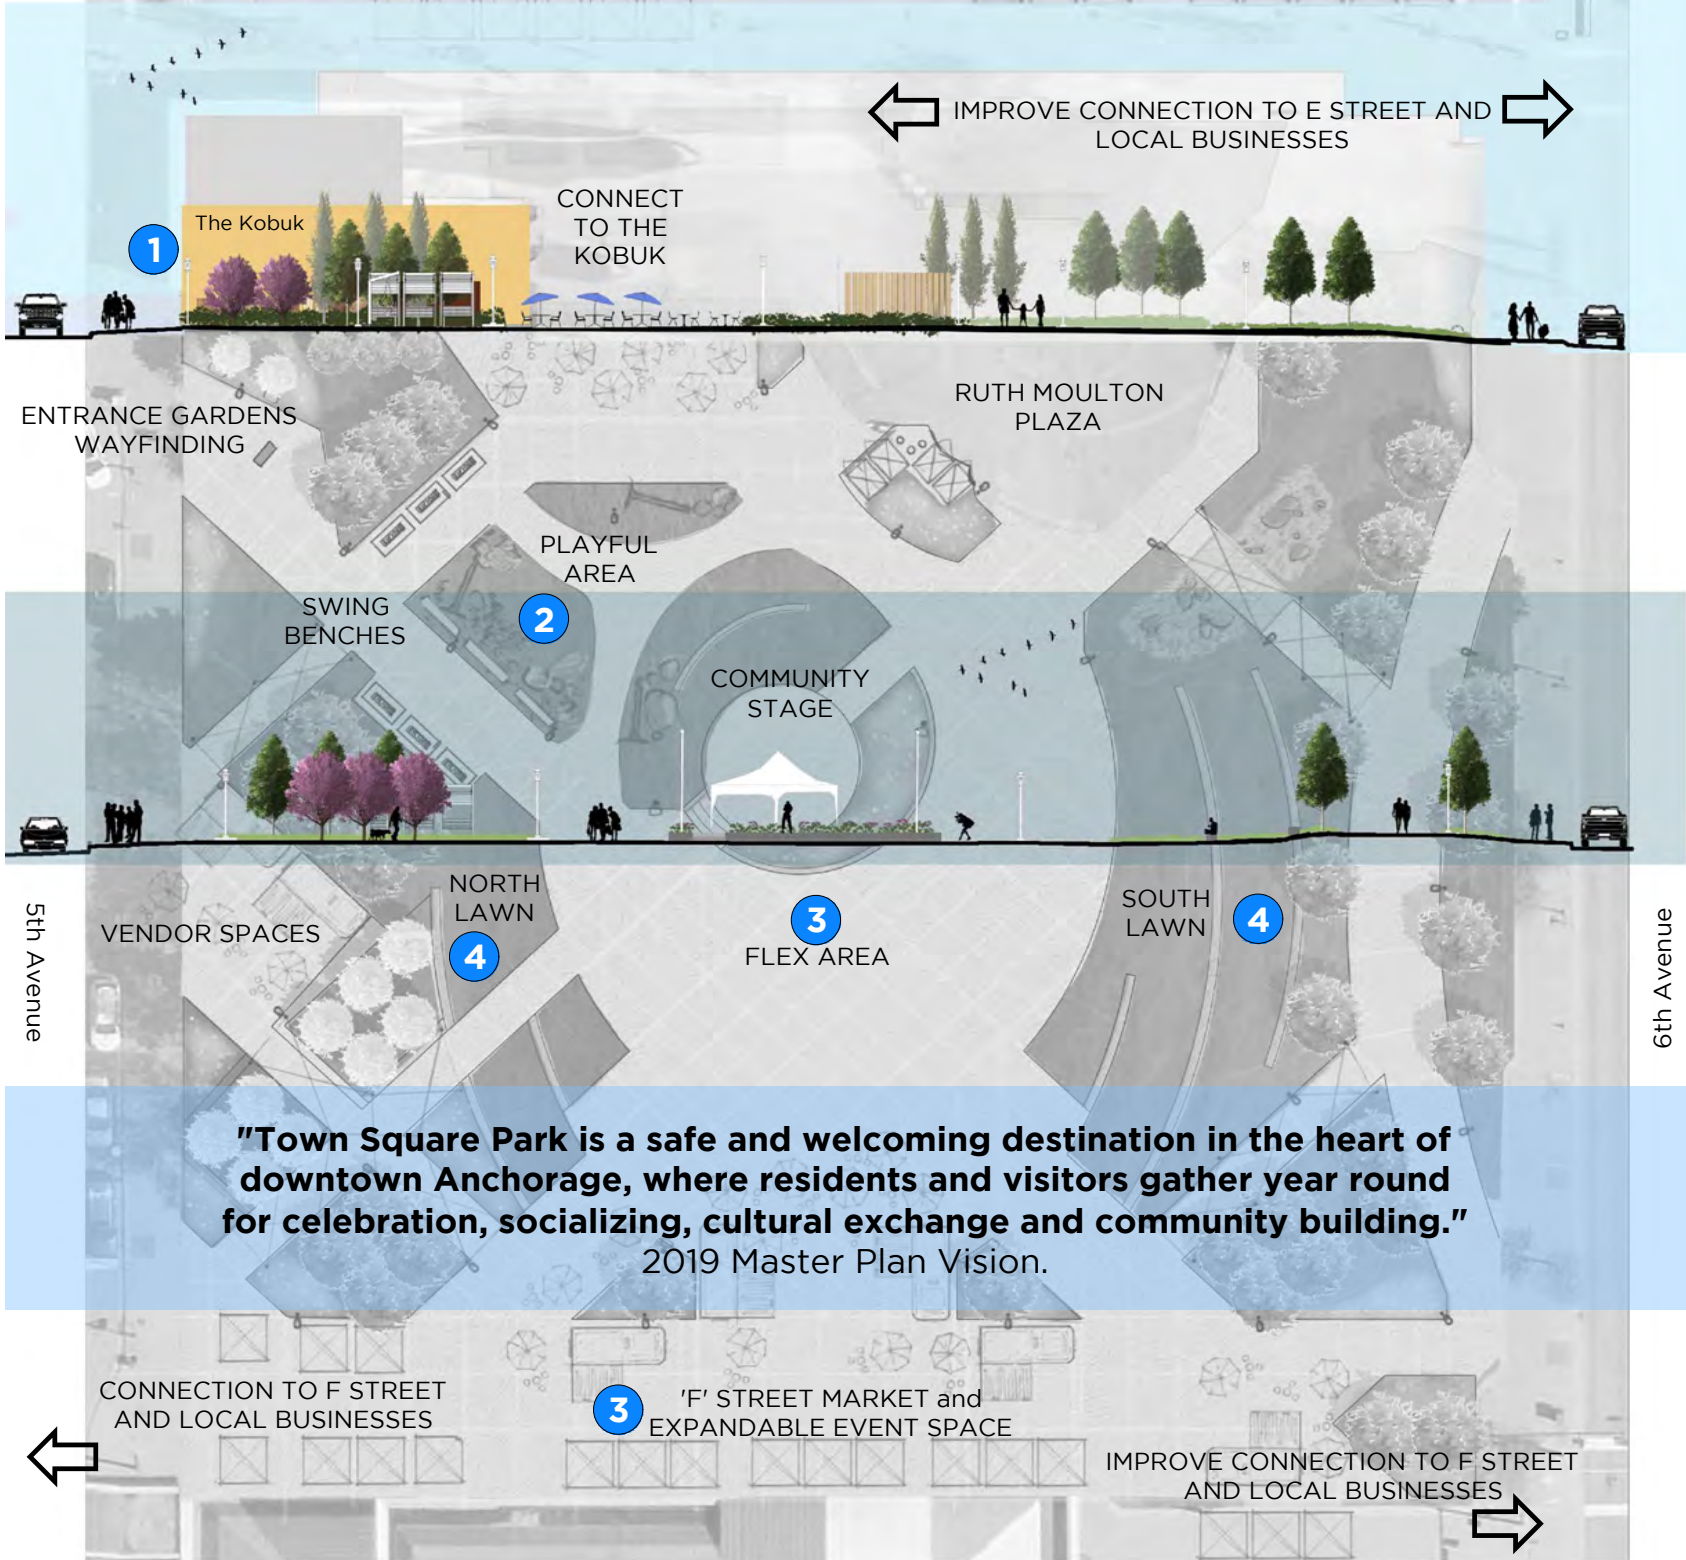 IMPROVE CONNECTION TO E STREET AND
LOCAL BUSINESSES
The Kobuk
1
CONNECT
TO THE
KOBUK
ENTRANCE GARDENS
WAYFINDING
RUTH MOULTON
PLAZA
PLAYFUL
AREA
2
SWING
BENCHES
COMMUNITY
STAGE
NORTH
LAWN
4
VENDOR SPACES
3
FLEX AREA
SOUTH
LAWN
4
5th Avenue
6th Avenue
"Town Square Park is a safe and welcoming destination in the heart of
downtown Anchorage, where residents and visitors gather year round
for celebration, socializing, cultural exchange and community building."
2019 Master Plan Vision.
CONNECTION TO F STREET
AND LOCAL BUSINESSES
3
'F' STREET MARKET and
EXPANDABLE EVENT SPACE
IMPROVE CONNECTION TO F STREET
AND LOCAL BUSINESSES